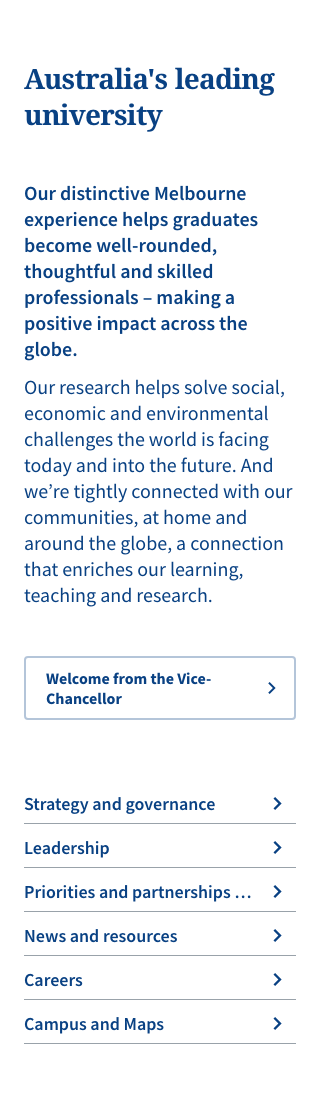 Australia's leading
university
Our distinctive Melbourne
experience helps graduates
become well-rounded,
thoughtful and skilled
professionals – making a
positive impact across the
globe.
Our research helps solve social,
economic and environmental
challenges the world is facing
today and into the future. And
we’re tightly connected with our
communities, at home and
around the globe, a connection
that enriches our learning,
teaching and research.
Welcome from the Vice-
Chancellor
Strategy and governance
Leadership
Priorities and partnerships …
News and resources
Careers
Campus and Maps